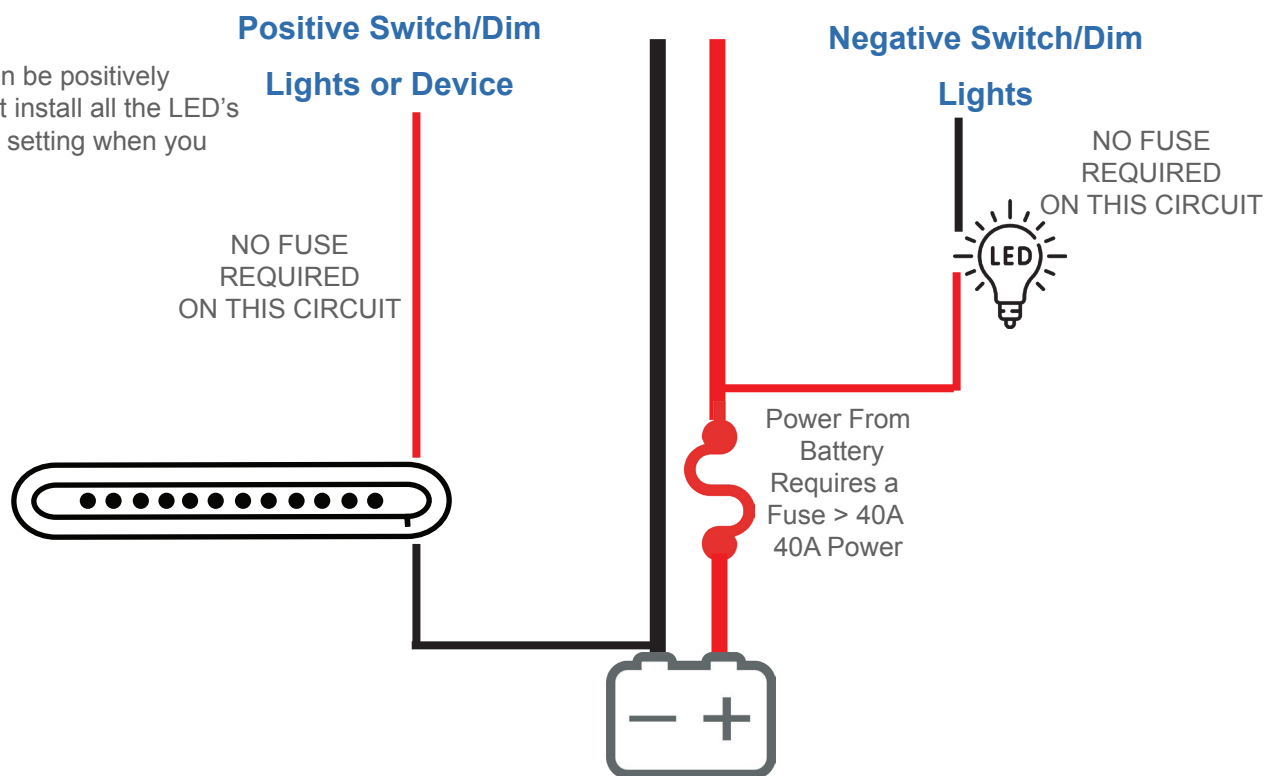 Positive Switch/Dim
Lights or Device
n be positively
t install all the LED's
setting when you
NO FUSE
REQUIRED
ON THIS CIRCUIT
Negative Switch/Dim
Lights
NO FUSE
REQUIRED
ON THIS CIRCUIT
LED
Power From
Battery
Requires a
Fuse > 40A
40A Power